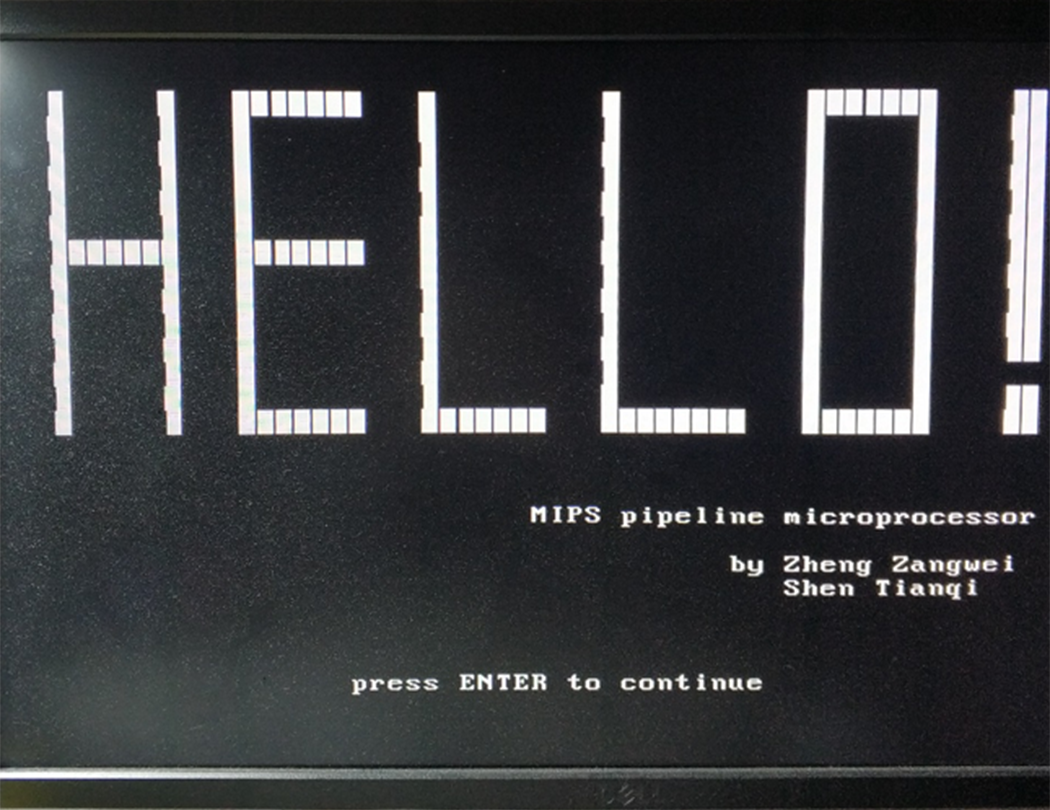 HELLO!
MIPS pipeline microprocessor
by Zheng Zangwei
Shen Tianqi
press ENTER to continue